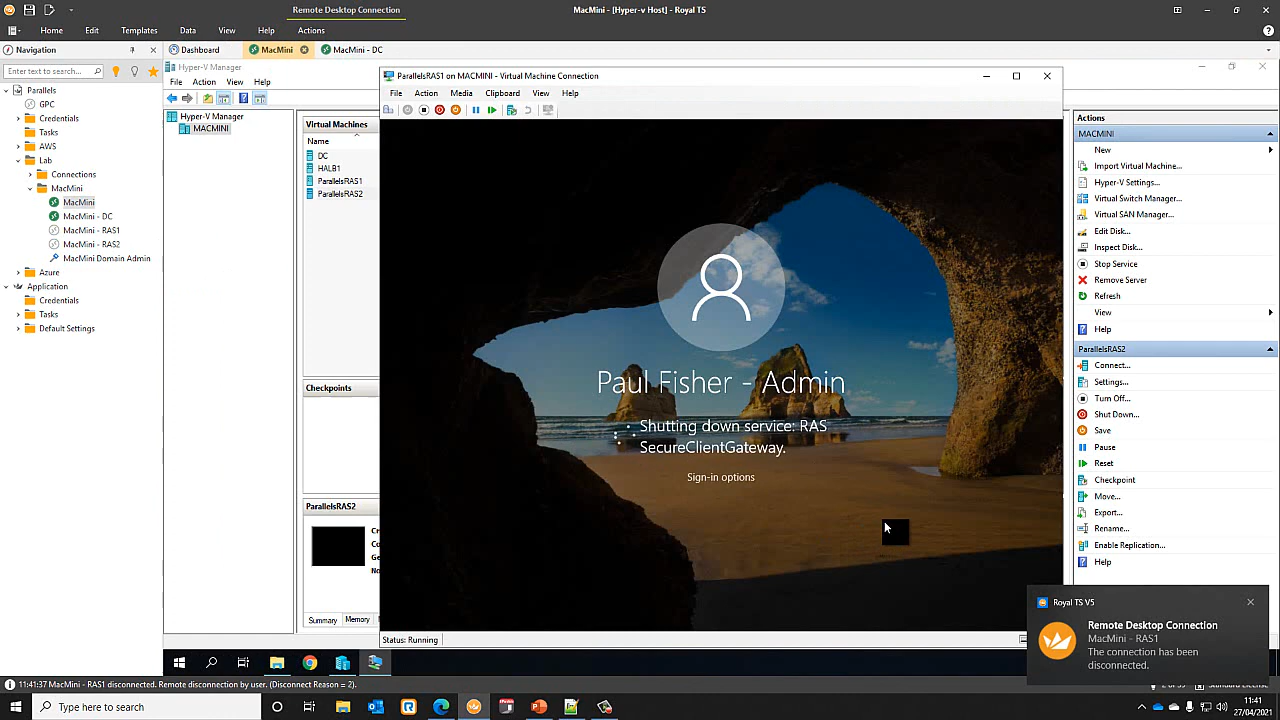 Remote Desktop Connection
MacMini - [Hyper-v Host] - Royal TS
Home Edit Templates Data View Help Actions
Navigation
Dashboard MacMini MacMini - DC
Enter text to search...
Parallels
GPC
Credentials
Tasks
AWS
Lab
Connections
MacMini
MacMini
MacMini - DC
MacMini - RAS1
MacMini - RAS2
MacMini Domain Admin
Azure
Application
Credentials
Tasks
Default Settings
Hyper-V Manager
File Action View Help
Hyper-V Manager
MACMINI
Virtual Machines
Name
DC
HALB1
ParallelsRAS1
ParallelsRAS2
Checkpoints
ParallelsRAS2
Summary Memory
ParallelsRAS1 on MACMINI - Virtual Machine Connection
File Action Media Clipboard View Help
Paul Fisher - Admin
Shutting down service: RAS
SecureClientGateway.
Sign-in options
Status: Running
Actions
MACMINI
New
Import Virtual Machine...
Hyper-V Settings...
Virtual Switch Manager...
Virtual SAN Manager...
Edit Disk...
Inspect Disk...
Stop Service
Remove Server
Refresh
View
Help
ParallelsRAS2
Connect...
Settings...
Turn Off...
Shut Down...
Save
Pause
Reset
Checkpoint
Move...
Export...
Rename...
Enable Replication...
Help
Royal TS V5
Remote Desktop Connection
MacMini - RAS1
The connection has been
disconnected.
11:41:37 MacMini - RAS1 disconnected. Remote disconnection by user. (Disconnect Reason = 2).
Type here to search
11:41
27/04/2021